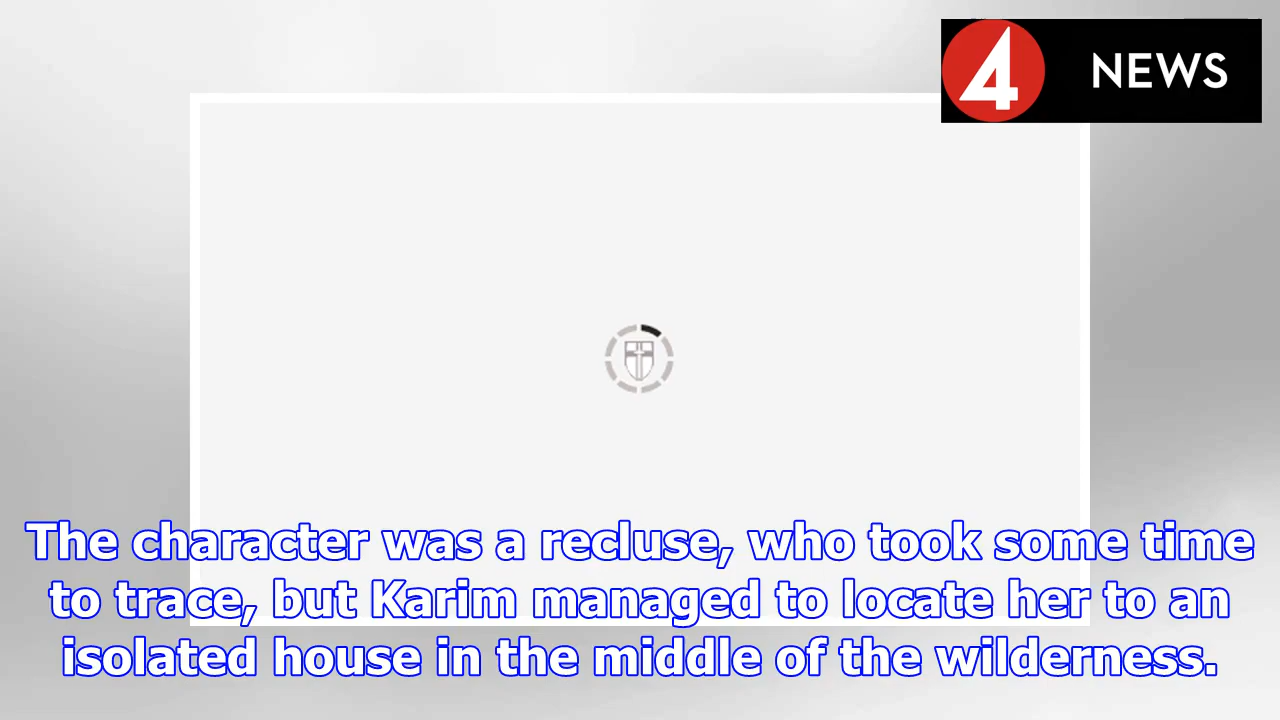 4 NEWS
The character was a recluse, who took some time
to trace, but Karim managed to locate her to an
isolated house in the middle of the wilderness.